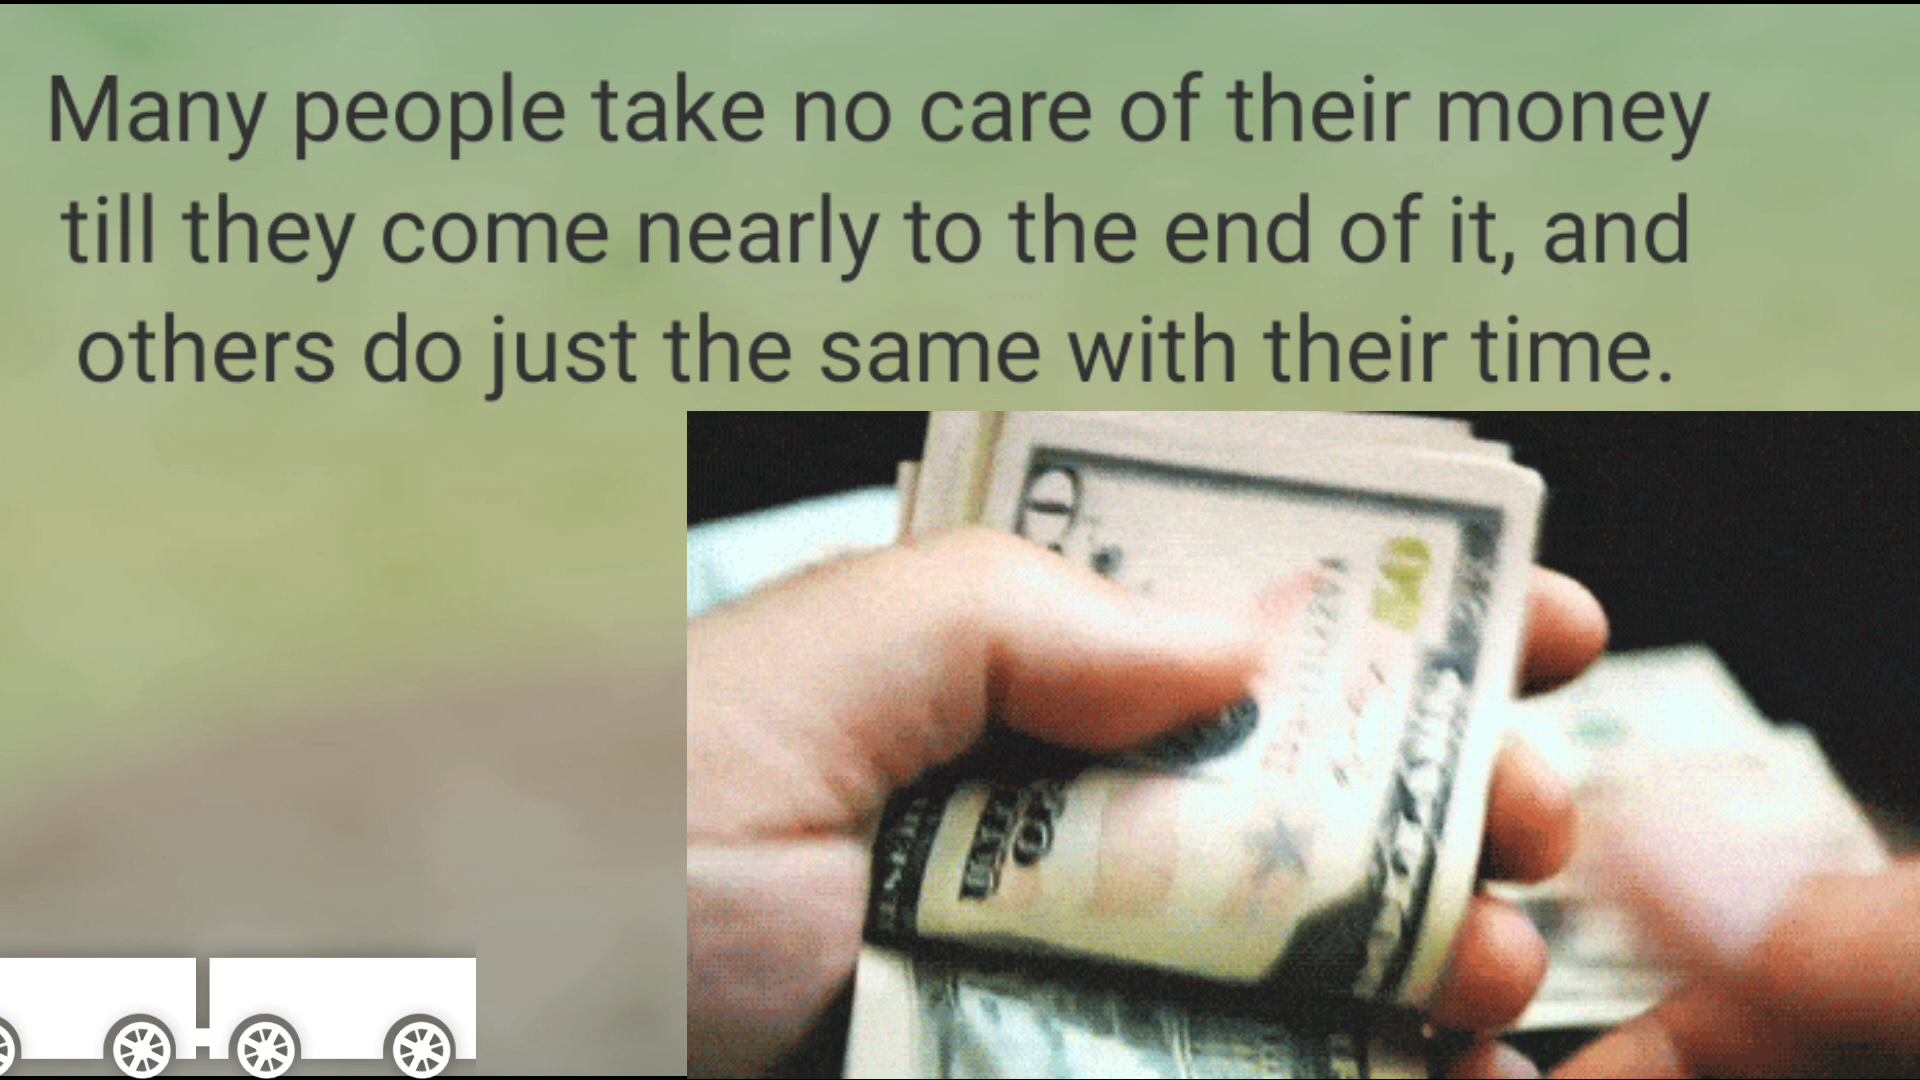 Many people take no care of their money
till they come nearly to the end of it, and
others do just the same with their time.